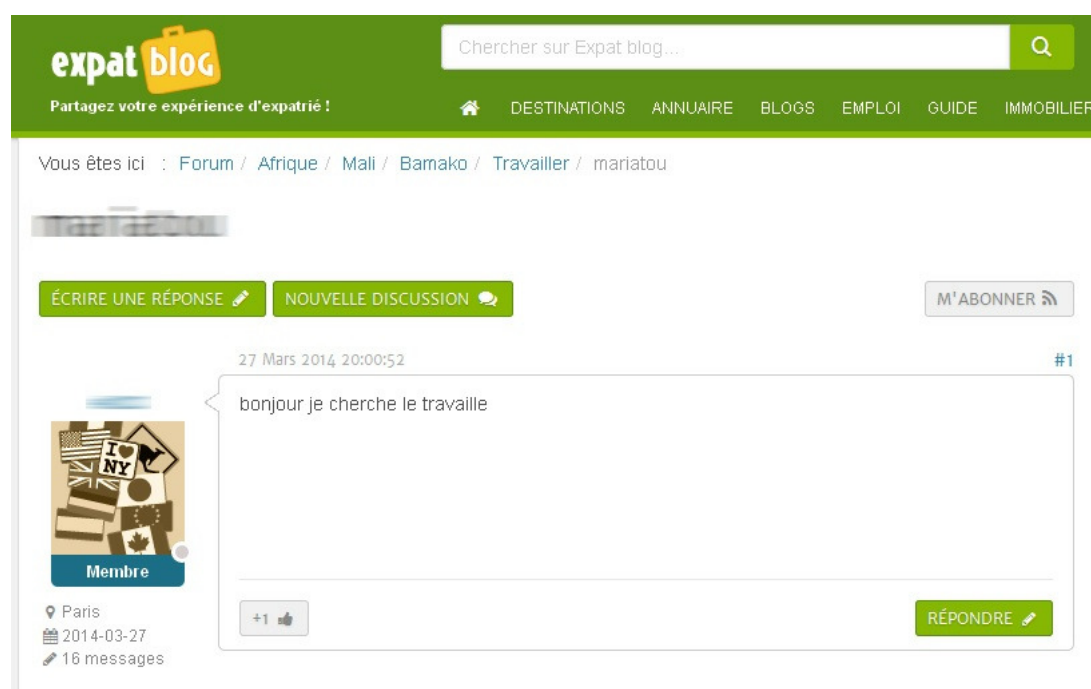 expat blog
Chercher sur Expat blog...
Partagez votre expérience d'expatrié !
DESTINATIONS ANNUAIRE BLOGS EMPLOI GUIDE IMMOBILIER
Vous êtes ici : Forum / Afrique / Mali / Bamako / Travailler / mariatou
ÉCRIRE UNE RÉPONSE NOUVELLE DISCUSSION M'ABONNER
27 Mars 2014 20:00:52 #1
bonjour je cherche le travaille
I ♥
NY
Membre
Paris
+1 RÉPONDRE
2014-03-27
16 messages